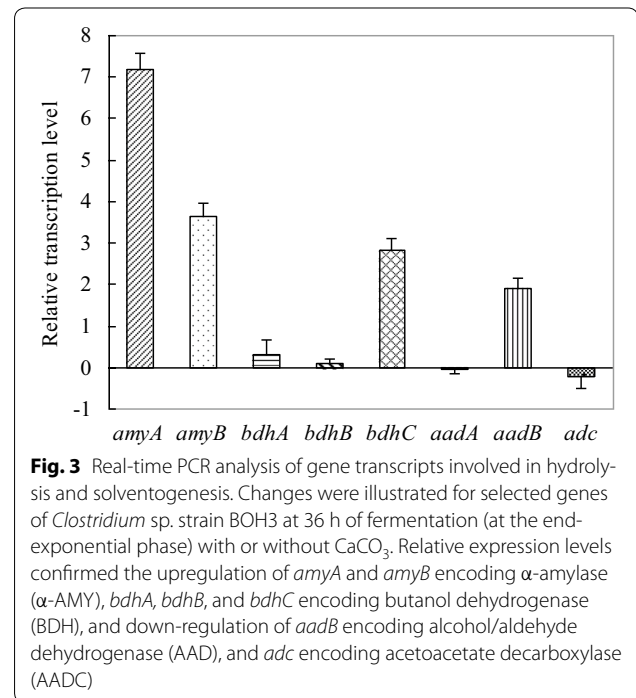 8
7
6
5
4
3
2
1
0
-1
Relative transcription level
amyA amyB bdhA bdhB bdhC aadA aadB adc
Fig. 3 Real-time PCR analysis of gene transcripts involved in hydroly-
sis and solventogenesis. Changes were illustrated for selected genes
of Clostridium sp. strain BOH3 at 36 h of fermentation (at the end-
exponential phase) with or without CaCO₃. Relative expression levels
confirmed the upregulation of amyA and amyB encoding α-amylase
(α-AMY), bdhA, bdhB, and bdhC encoding butanol dehydrogenase
(BDH), and down-regulation of aadB encoding alcohol/aldehyde
dehydrogenase (AAD), and adc encoding acetoacetate decarboxylase
(AADC)